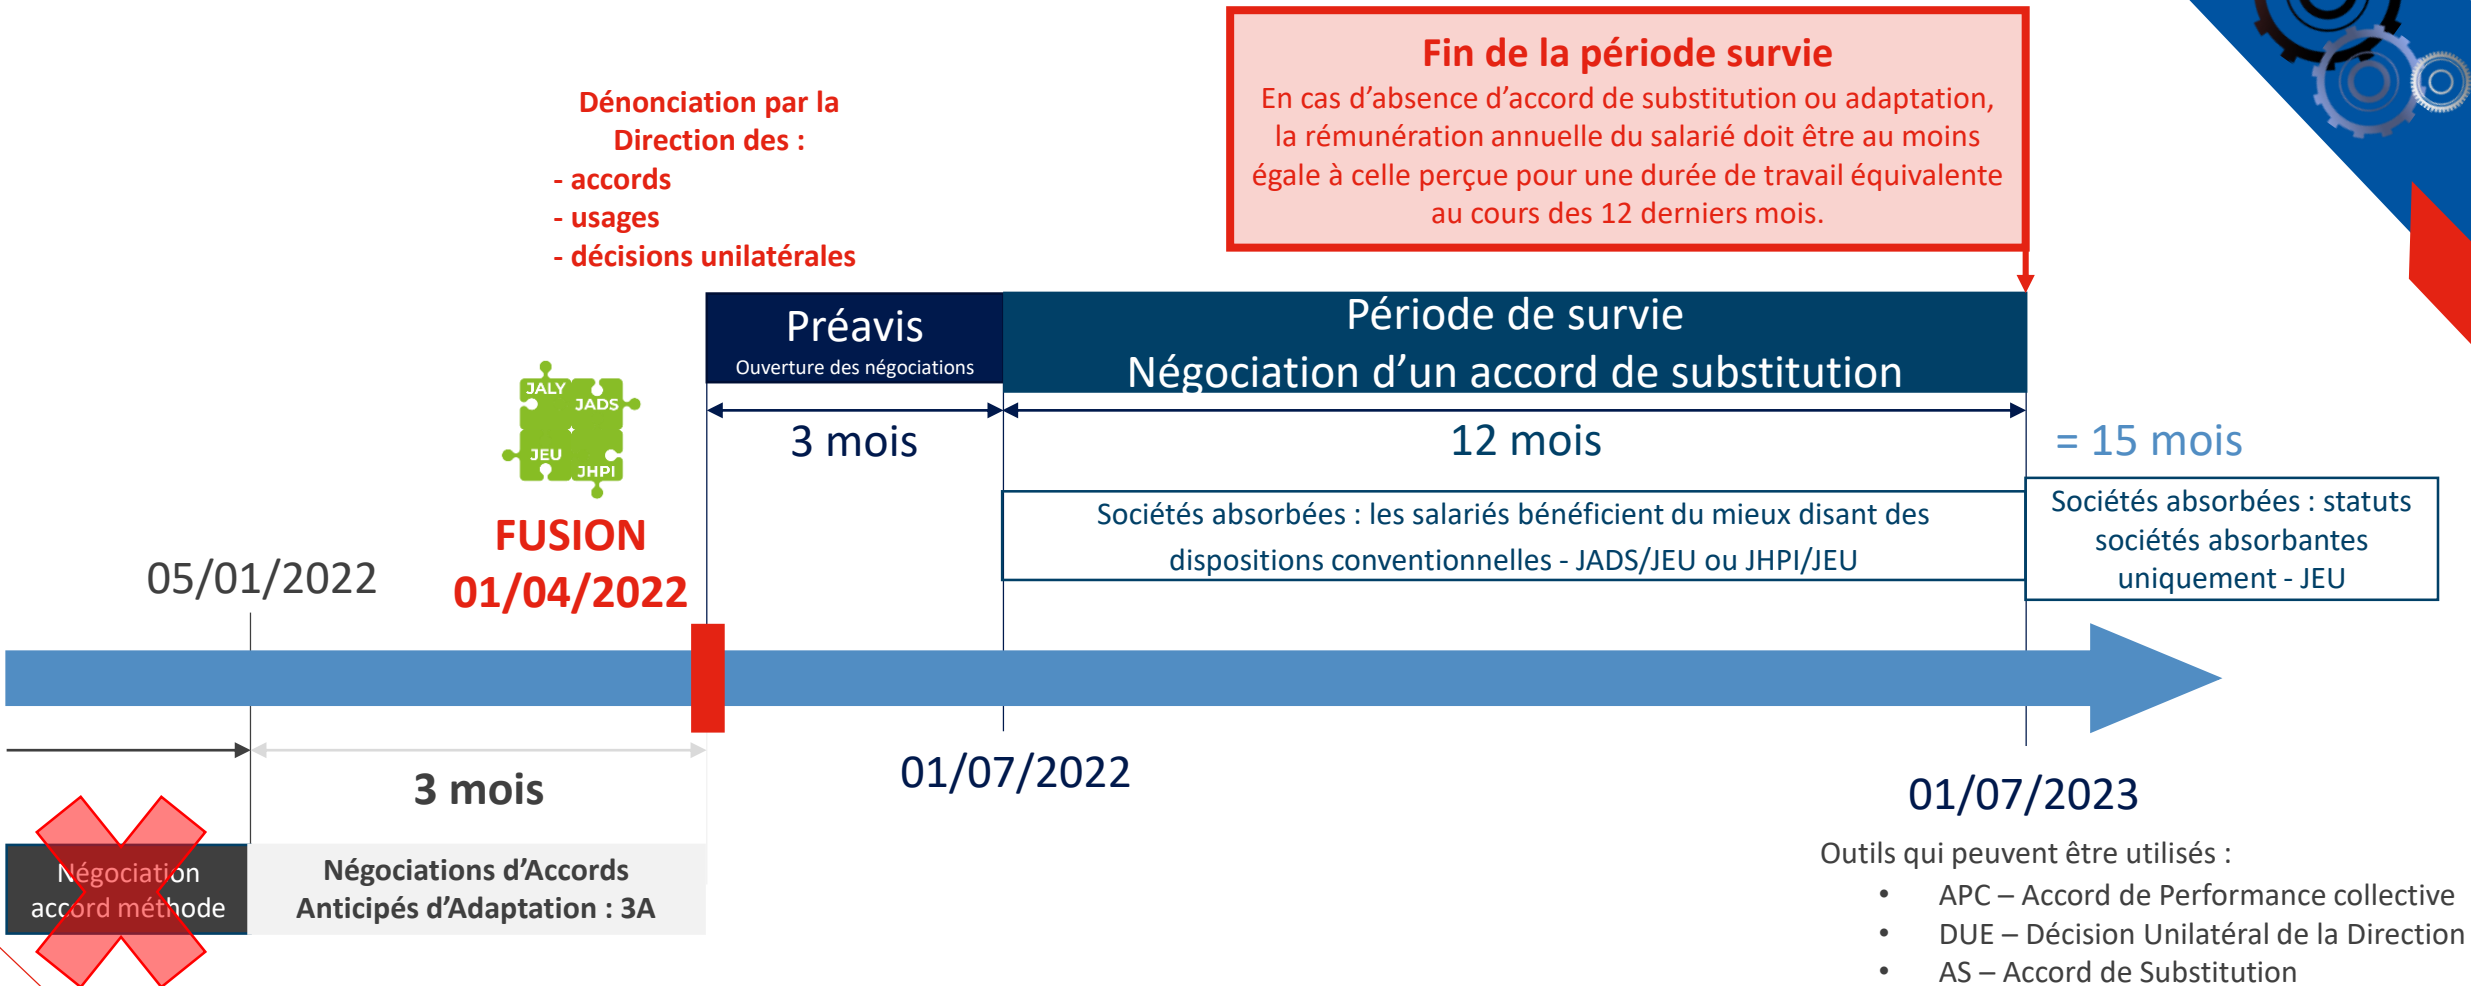 Fin de la période survie
En cas d’absence d’accord de substitution ou adaptation,
la rémunération annuelle du salarié doit être au moins
égale à celle perçue pour une durée de travail équivalente
au cours des 12 derniers mois.
Dénonciation par la
Direction des :
- accords
- usages
- décisions unilatérales
Préavis
Ouverture des négociations
Période de survie
Négociation d’un accord de substitution
JALY
JADS
JEU
JHPI
3 mois
12 mois
= 15 mois
Sociétés absorbées : les salariés bénéficient du mieux disant des
dispositions conventionnelles - JADS/JEU ou JHPI/JEU
Sociétés absorbées : statuts
sociétés absorbantes
uniquement - JEU
FUSION
01/04/2022
05/01/2022
3 mois
01/07/2022
01/07/2023
Négociation
accord méthode
Négociations d’Accords
Anticipés d’Adaptation : 3A
Outils qui peuvent être utilisés :
• APC – Accord de Performance collective
• DUE – Décision Unilatéral de la Direction
• AS – Accord de Substitution